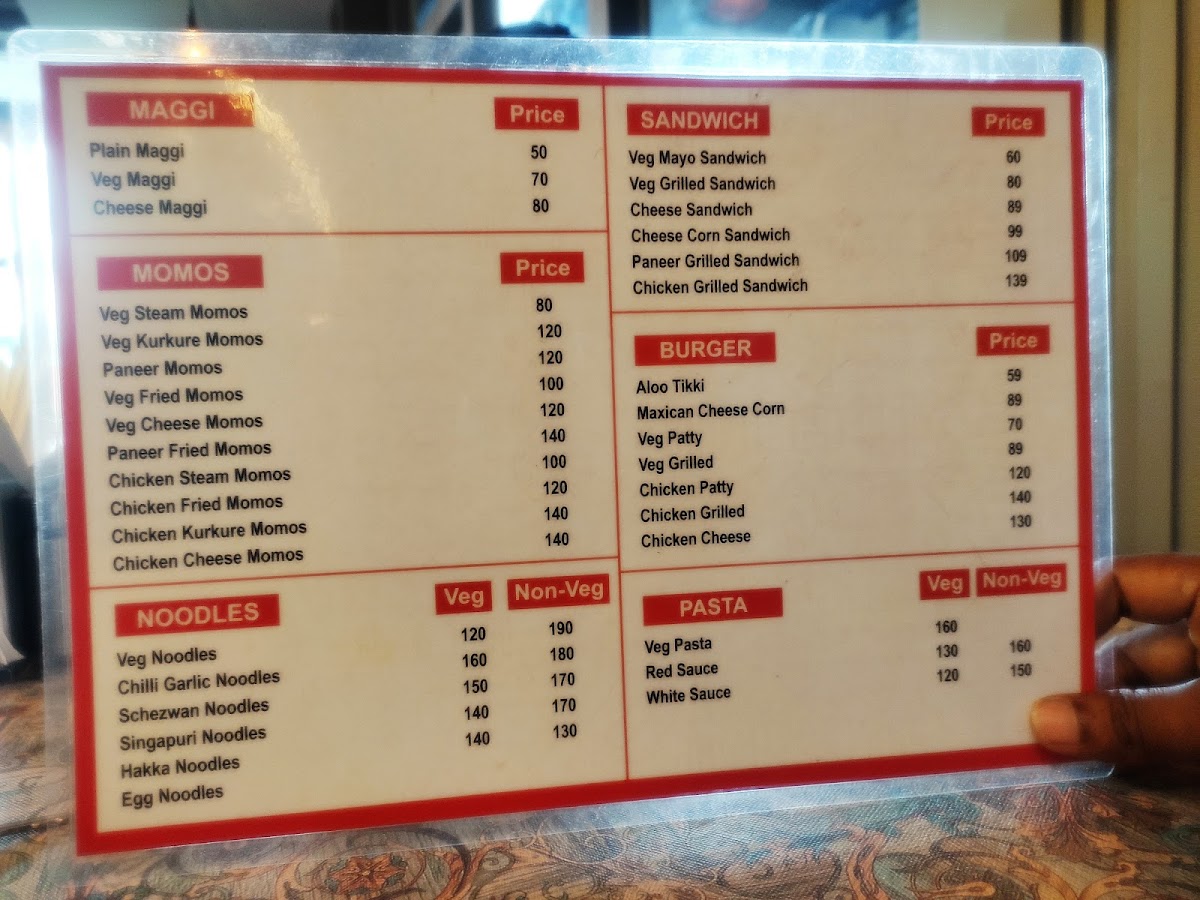 MAGGI Price
Plain Maggi 50
Veg Maggi 70
Cheese Maggi 80
MOMOS Price
Veg Steam Momos 80
Veg Kurkure Momos 120
Paneer Momos 120
Veg Fried Momos 100
Veg Cheese Momos 120
Paneer Fried Momos 140
Chicken Steam Momos 100
Chicken Fried Momos 120
Chicken Kurkure Momos 140
Chicken Cheese Momos 140
NOODLES Veg Non-Veg
Veg Noodles 120 190
Chilli Garlic Noodles 160 180
Schezwan Noodles 150 170
Singapuri Noodles 140 170
Hakka Noodles 140 130
Egg Noodles
SANDWICH Price
Veg Mayo Sandwich 60
Veg Grilled Sandwich 80
Cheese Sandwich 89
Cheese Corn Sandwich 99
Paneer Grilled Sandwich 109
Chicken Grilled Sandwich 139
BURGER Price
Aloo Tikki 59
Maxican Cheese Corn 89
Veg Patty 70
Veg Grilled 89
Chicken Patty 120
Chicken Grilled 140
Chicken Cheese 130
PASTA Veg Non-Veg
Veg Pasta 160
Red Sauce 130 160
White Sauce 120 150